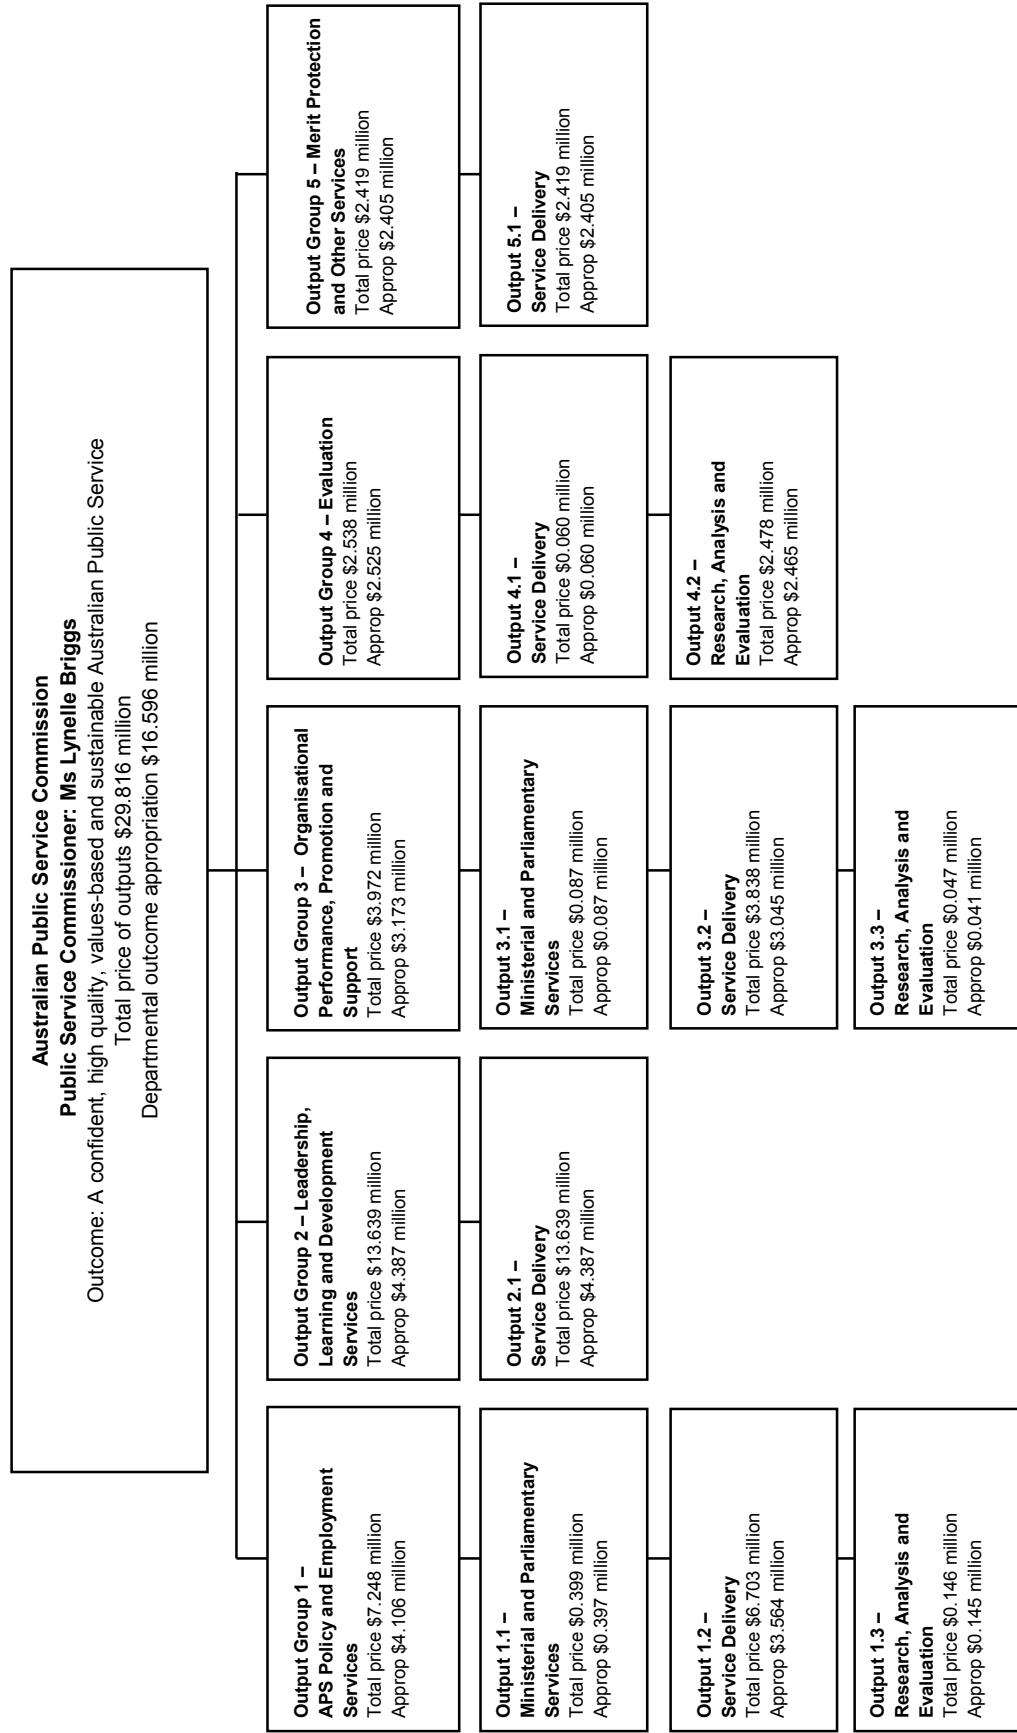 Australian Public Service Commission
Public Service Commissioner: Ms Lynelle Briggs
Outcome: A confident, high quality, values-based and sustainable Australian Public Service
Total price of outputs $29.816 million
Departmental outcome appropriation $16.596 million
Output Group 1 –
APS Policy and Employment
Services
Total price $7.248 million
Approp $4.106 million
Output 1.1 –
Ministerial and Parliamentary
Services
Total price $0.399 million
Approp $0.397 million
Output 1.2 –
Service Delivery
Total price $6.703 million
Approp $3.564 million
Output 1.3 –
Research, Analysis and
Evaluation
Total price $0.146 million
Approp $0.145 million
Output Group 2 – Leadership,
Learning and Development
Services
Total price $13.639 million
Approp $4.387 million
Output 2.1 –
Service Delivery
Total price $13.639 million
Approp $4.387 million
Output Group 3 – Organisational
Performance, Promotion and
Support
Total price $3.972 million
Approp $3.173 million
Output 3.1 –
Ministerial and Parliamentary
Services
Total price $0.087 million
Approp $0.087 million
Output 3.2 –
Service Delivery
Total price $3.838 million
Approp $3.045 million
Output 3.3 –
Research, Analysis and
Evaluation
Total price $0.047 million
Approp $0.041 million
Output Group 4 – Evaluation
Total price $2.538 million
Approp $2.525 million
Output 4.1 –
Service Delivery
Total price $0.060 million
Approp $0.060 million
Output 4.2 –
Research, Analysis and
Evaluation
Total price $2.478 million
Approp $2.465 million
Output Group 5 – Merit Protection
and Other Services
Total price $2.419 million
Approp $2.405 million
Output 5.1 –
Service Delivery
Total price $2.419 million
Approp $2.405 million